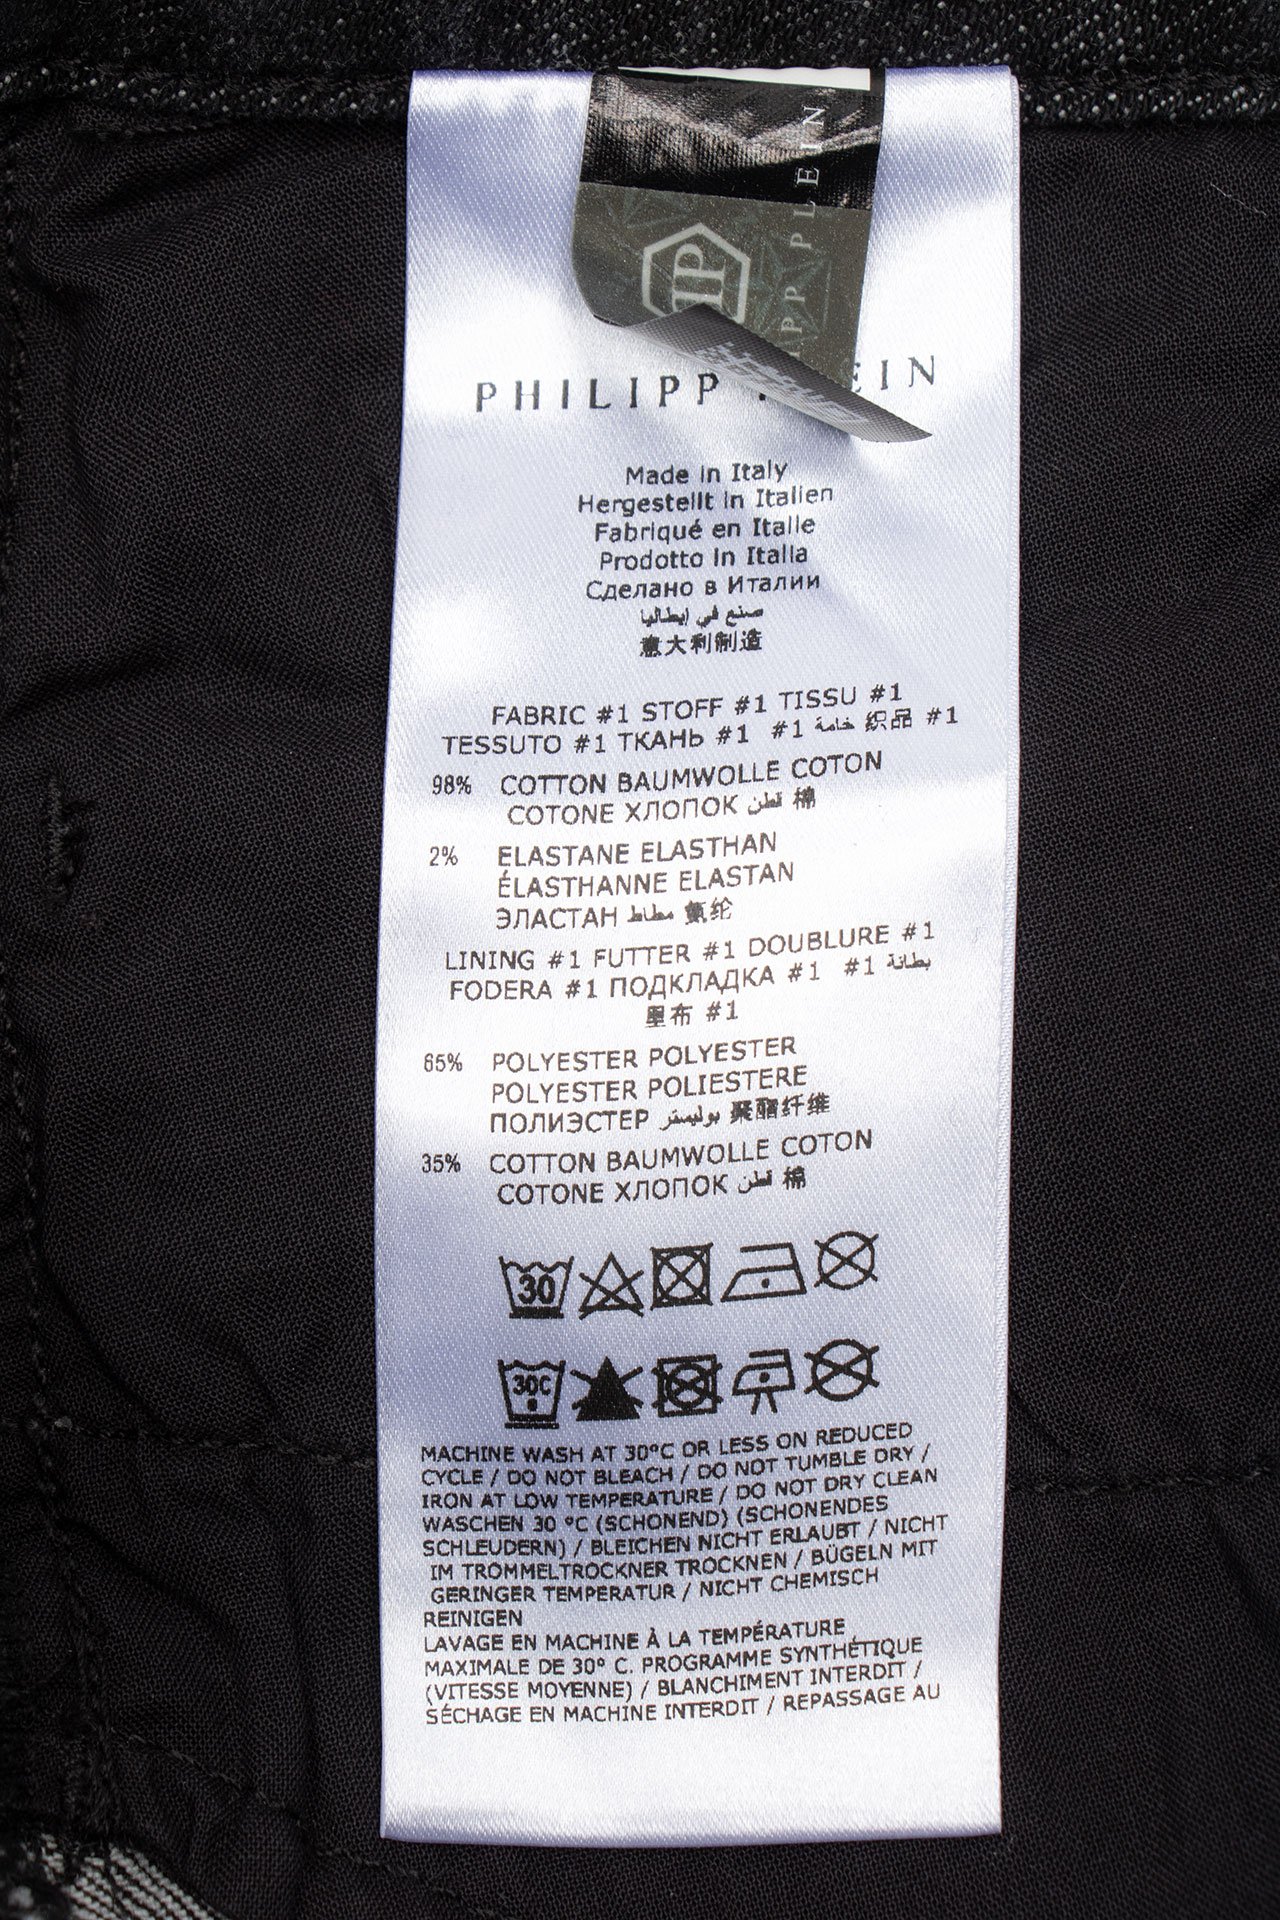 PLEIN
PP
PHILIPP EIN
Made in Italy
Hergestellt in Italien
Fabriqué en Italie
Prodotto in Italia
Сделано в Италии
صنع في إيطاليا
意大利制造
FABRIC #1 STOFF #1 TISSU #1
TESSUTO #1 ТКАНЬ #1 #1 خامة 织品 #1
98% COTTON BAUMWOLLE COTON
COTONE ХЛОПОК قطن 棉
2% ELASTANE ELASTHAN
ÉLASTHANNE ELASTAN
ЭЛАСТАН مطاط 氨纶
LINING #1 FUTTER #1 DOUBLURE #1
FODERA #1 ПОДКЛАДКА #1 #1 بطانة
里布 #1
65% POLYESTER POLYESTER
POLYESTER POLIESTERE
ПОЛИЭСТЕР بوليستر 聚酯纤维
35% COTTON BAUMWOLLE COTON
COTONE ХЛОПОК قطن 棉
30
30C
MACHINE WASH AT 30°C OR LESS ON REDUCED
CYCLE / DO NOT BLEACH / DO NOT TUMBLE DRY /
IRON AT LOW TEMPERATURE / DO NOT DRY CLEAN
WASCHEN 30 °C (SCHONEND) (SCHONENDES
SCHLEUDERN) / BLEICHEN NICHT ERLAUBT / NICHT
IM TROMMELTROCKNER TROCKNEN / BÜGELN MIT
GERINGER TEMPERATUR / NICHT CHEMISCH
REINIGEN
LAVAGE EN MACHINE À LA TEMPÉRATURE
MAXIMALE DE 30° C. PROGRAMME SYNTHÉTIQUE
(VITESSE MOYENNE) / BLANCHIMENT INTERDIT /
SÉCHAGE EN MACHINE INTERDIT / REPASSAGE AU